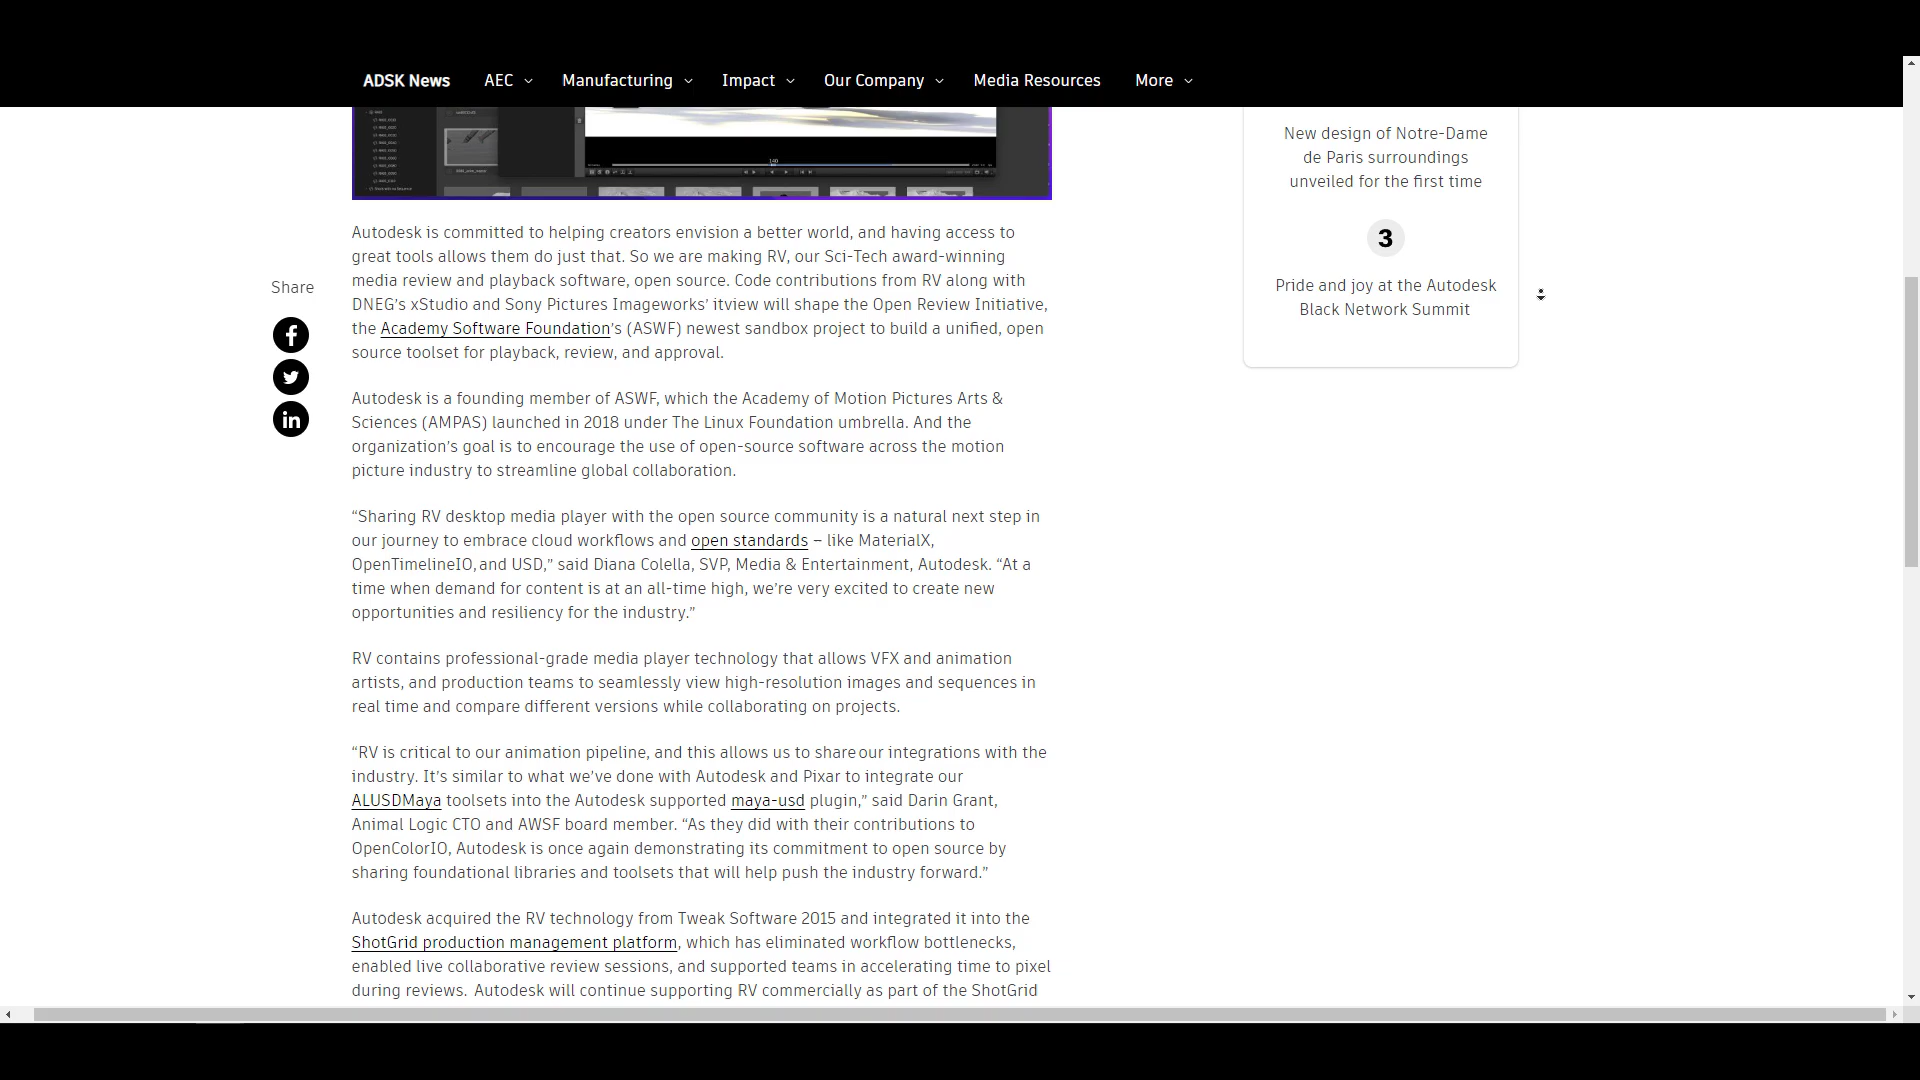 ADSK News AEC Manufacturing Impact Our Company Media Resources More
140
Autodesk is committed to helping creators envision a better world, and having access to
great tools allows them do just that. So we are making RV, our Sci-Tech award-winning
media review and playback software, open source. Code contributions from RV along with
DNEG’s xStudio and Sony Pictures Imageworks’ itview will shape the Open Review Initiative,
the Academy Software Foundation’s (ASWF) newest sandbox project to build a unified, open
source toolset for playback, review, and approval.
Autodesk is a founding member of ASWF, which the Academy of Motion Pictures Arts &
Sciences (AMPAS) launched in 2018 under The Linux Foundation umbrella. And the
organization’s goal is to encourage the use of open-source software across the motion
picture industry to streamline global collaboration.
“Sharing RV desktop media player with the open source community is a natural next step in
our journey to embrace cloud workflows and open standards – like MaterialX,
OpenTimelineIO, and USD,” said Diana Colella, SVP, Media & Entertainment, Autodesk. “At a
time when demand for content is at an all-time high, we’re very excited to create new
opportunities and resiliency for the industry.”
RV contains professional-grade media player technology that allows VFX and animation
artists, and production teams to seamlessly view high-resolution images and sequences in
real time and compare different versions while collaborating on projects.
“RV is critical to our animation pipeline, and this allows us to share our integrations with the
industry. It’s similar to what we’ve done with Autodesk and Pixar to integrate our
ALUSDMaya toolsets into the Autodesk supported maya-usd plugin,” said Darin Grant,
Animal Logic CTO and AWSF board member. “As they did with their contributions to
OpenColorIO, Autodesk is once again demonstrating its commitment to open source by
sharing foundational libraries and toolsets that will help push the industry forward.”
Autodesk acquired the RV technology from Tweak Software 2015 and integrated it into the
ShotGrid production management platform, which has eliminated workflow bottlenecks,
enabled live collaborative review sessions, and supported teams in accelerating time to pixel
during reviews. Autodesk will continue supporting RV commercially as part of the ShotGrid
Share
New design of Notre-Dame
de Paris surroundings
unveiled for the first time
3
Pride and joy at the Autodesk
Black Network Summit